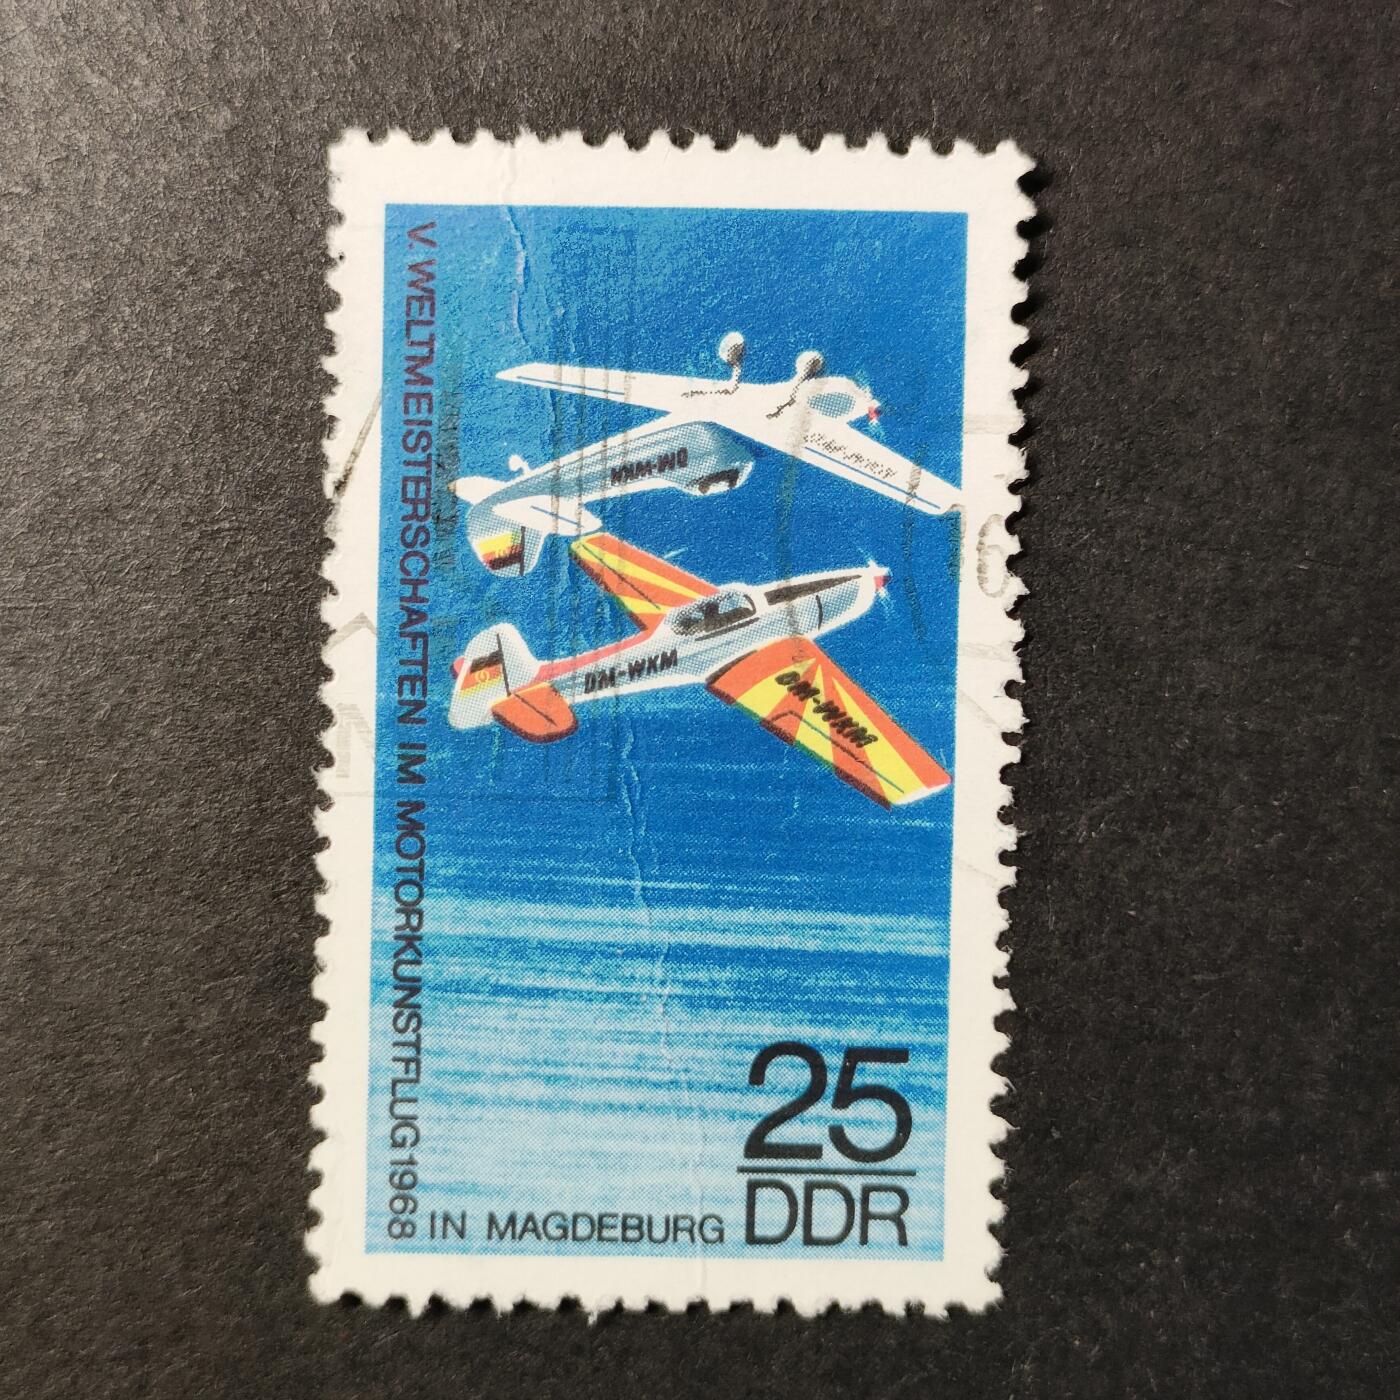 V. WELTMEISTERSCHAFTEN IM MOTORKUNSTFLUG 1968
IN MAGDEBURG
25
DDR
DM-WKM
DM-WKM
DM-WKM